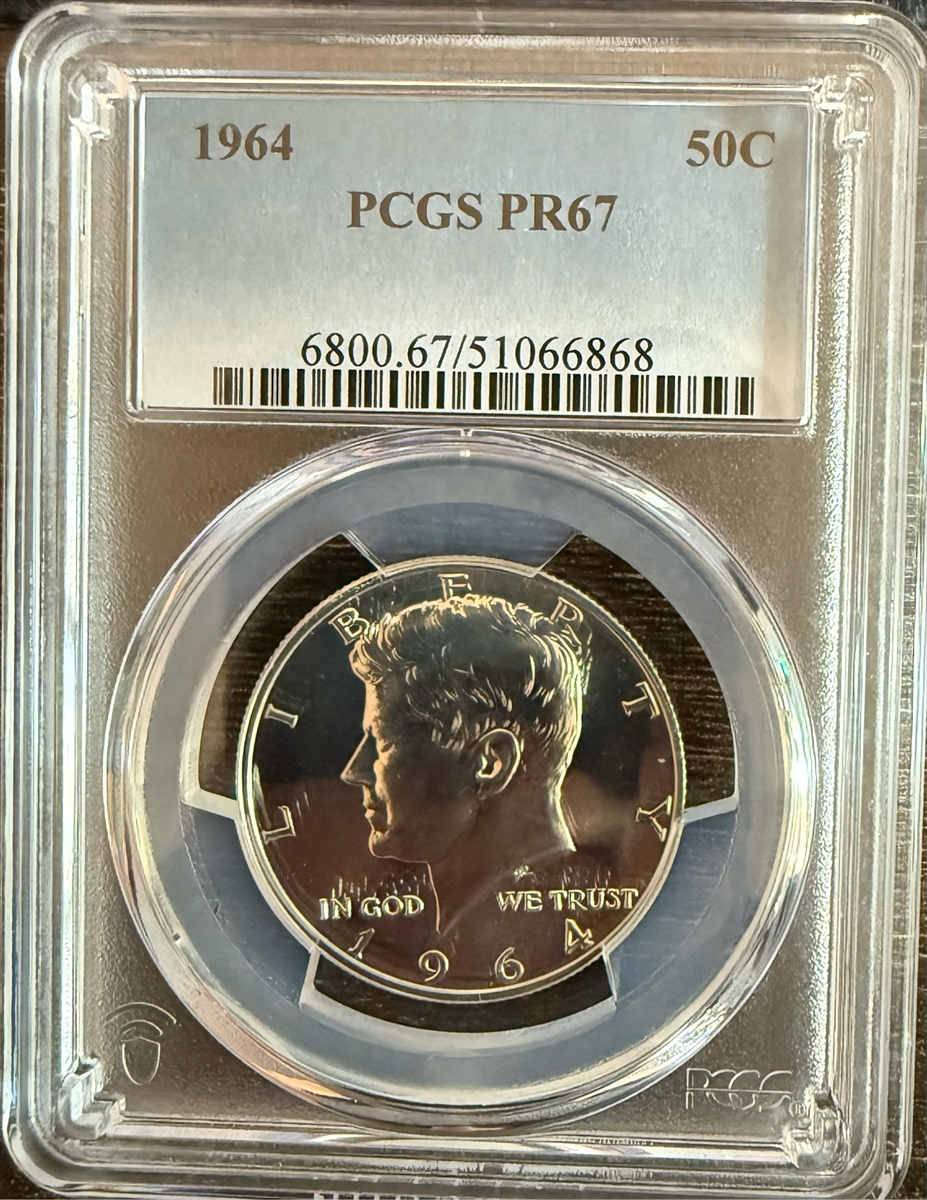 1964 50C
PCGS PR67
6800.67/51066868
LIBERTY
IN GOD WE TRUST
1964
PCGS